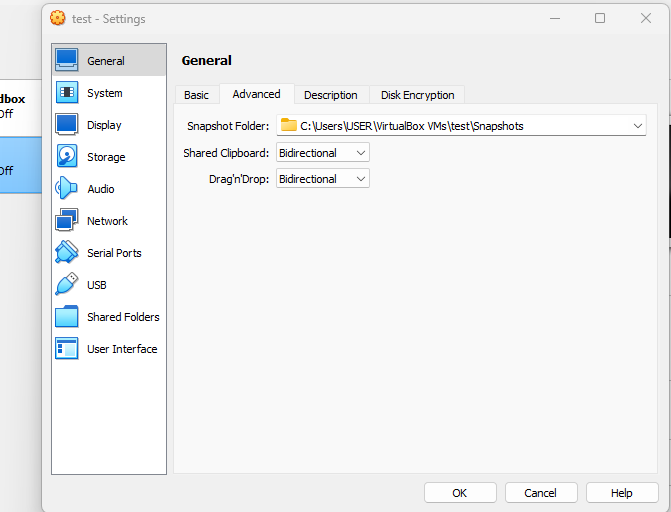 test - Settings
dbox
Off
Off
General
System
Display
Storage
Audio
Network
Serial Ports
USB
Shared Folders
User Interface
General
Basic Advanced Description Disk Encryption
Snapshot Folder: C:\Users\USER\VirtualBox VMs\test\Snapshots
Shared Clipboard: Bidirectional
Drag'n'Drop: Bidirectional
OK Cancel Help